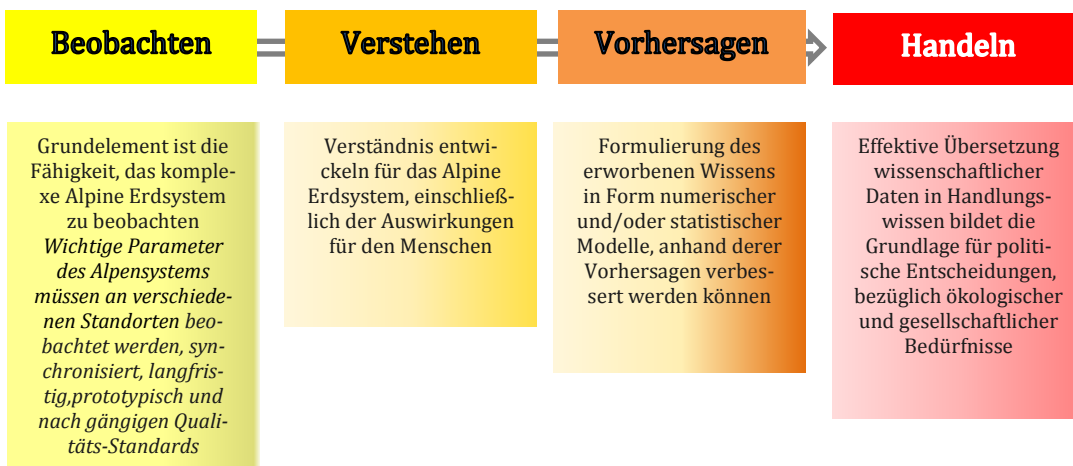 Beobachten
Verstehen
Vorhersagen
Handeln
Grundelement ist die
Fähigkeit, das komple-
xe Alpine Erdsystem
zu beobachten
Wichtige Parameter
des Alpensystems
müssen an verschiede-
nen Standorten beo-
bachtet werden, syn-
chronisiert, langfris-
tig,prototypisch und
nach gängigen Quali-
täts-Standards
Verständnis entwi-
ckeln für das Alpine
Erdsystem, einschließ-
lich der Auswirkungen
für den Menschen
Formulierung des
erworbenen Wissens
in Form numerischer
und/oder statistischer
Modelle, anhand derer
Vorhersagen verbes-
sert werden können
Effektive Übersetzung
wissenschaftlicher
Daten in Handlungs-
wissen bildet die
Grundlage für politi-
sche Entscheidungen,
bezüglich ökologischer
und gesellschaftlicher
Bedürfnisse